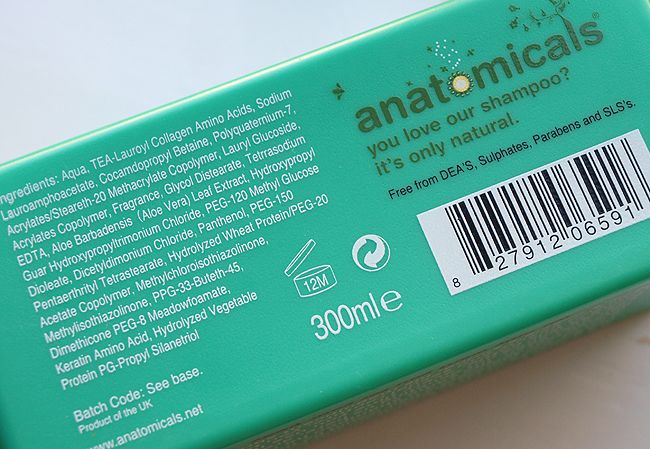 anatomicals®
you love our shampoo?
it's only natural.
Free from DEA'S, Sulphates, Parabens and SLS's.
8 27912 06591
ngredients: Aqua, TEA-Lauroyl Collagen Amino Acids, Sodium
Lauroamphoacetate, Cocamdopropyl Betaine, Polyquaternium-7,
Acrylates/Steareth-20 Methacrylate Copolymer, Lauryl Glucoside,
Acrylates Copolymer, Fragrance, Glycol Distearate, Tetrasodium
EDTA, Aloe Barbadensis (Aloe Vera) Leaf Extract, Hydroxypropyl
Guar Hydroxypropyltrimonium Chloride, PEG-120 Methyl Glucose
Dioleate, Dicetyldimonium Chloride, Panthenol, PEG-150
Pentaerthrityl Tetrastearate, Hydrolyzed Wheat Protein/PEG-20
Acetate Copolymer, Methylchloroisothiazolinone,
Methylisothiazolinone, PPG-33-Buteth-45,
Dimethicone PEG-8 Meadowfoamate,
Keratin Amino Acid, Hydrolyzed Vegetable
Protein PG-Propyl Silanetriol
12M
300ml e
Batch Code: See base.
Product of the UK
www.anatomicals.net